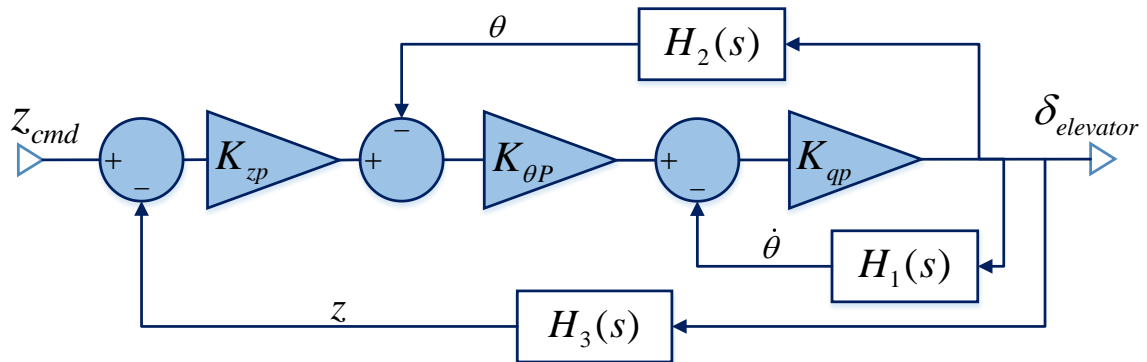 θ
H₂(s)
z_cmd
+
−
K_zp
+
−
K_θP
+
−
K_qp
δ_elevator
θ̇
H₁(s)
z
H₃(s)